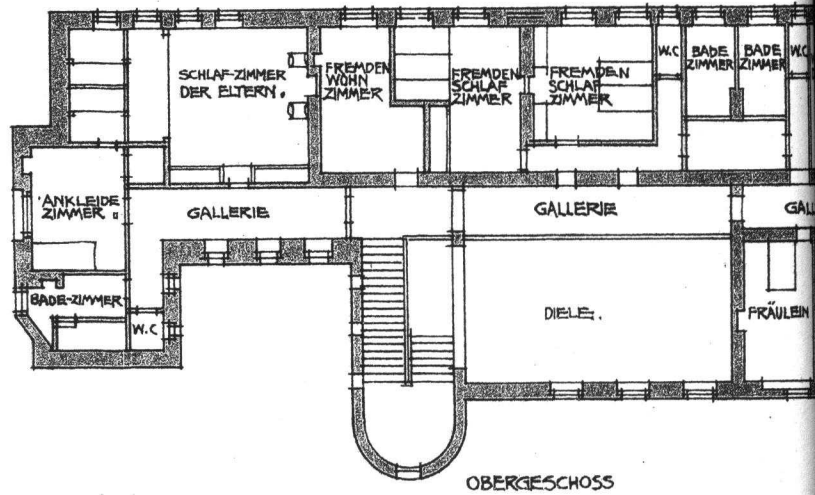 SCHLAF-ZIMMER
DER ELTERN.
FREMDEN
WOHN
ZIMMER
FREMDEN
SCHLAF
ZIMMER
FREMDEN
SCHLAF
ZIMMER
W.C
BADE
ZIMMER
BADE
ZIMMER
W.C
ANKLEIDE
ZIMMER.
GALLERIE
GALLERIE
GAL
BADE-ZIMMER
W.C
DIELE.
FRÄULEIN
OBERGESCHOSS